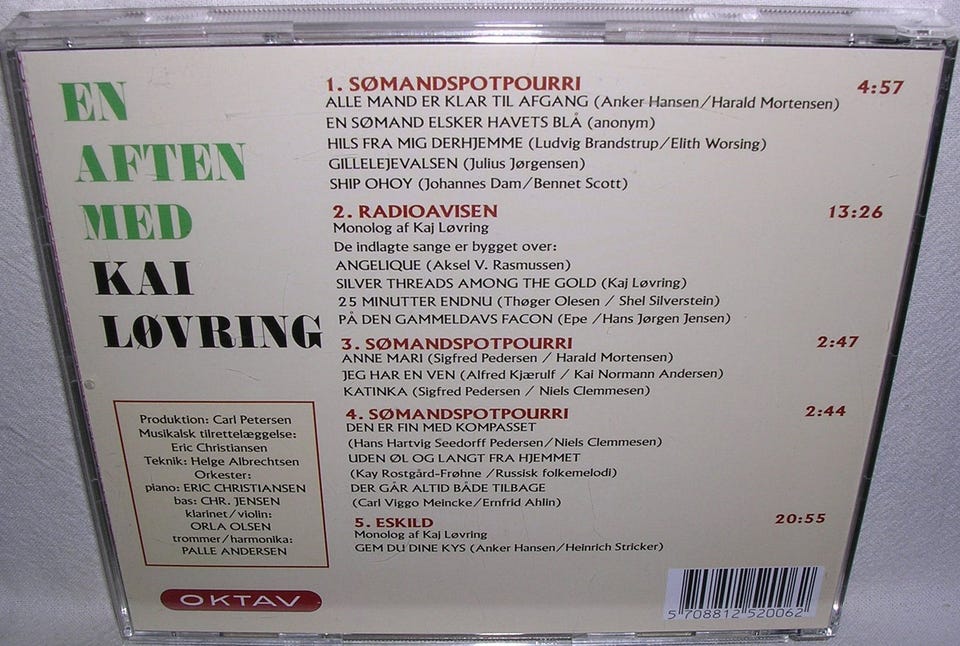 EN
AFTEN
MED
KAI
LØVRING
1. SØMANDSPOTPOURRI 4:57
ALLE MAND ER KLAR TIL AFGANG (Anker Hansen/Harald Mortensen)
EN SØMAND ELSKER HAVETS BLÅ (anonym)
HILS FRA MIG DERHJEMME (Ludvig Brandstrup/Elith Worsing)
GILLELEJEVALSEN (Julius Jørgensen)
SHIP OHOY (Johannes Dam/Bennet Scott)
2. RADIOAVISEN 13:26
Monolog af Kaj Løvring
De indlagte sange er bygget over:
ANGELIQUE (Aksel V. Rasmussen)
SILVER THREADS AMONG THE GOLD (Kaj Løvring)
25 MINUTTER ENDNU (Thøger Olesen / Shel Silverstein)
PÅ DEN GAMMELDAVS FACON (Epe / Hans Jørgen Jensen)
3. SØMANDSPOTPOURRI 2:47
ANNE MARI (Sigfred Pedersen / Harald Mortensen)
JEG HAR EN VEN (Alfred Kjærulf / Kai Normann Andersen)
KATINKA (Sigfred Pedersen / Niels Clemmesen)
4. SØMANDSPOTPOURRI 2:44
DEN ER FIN MED KOMPASSET
(Hans Hartvig Seedorff Pedersen/Niels Clemmesen)
UDEN ØL OG LANGT FRA HJEMMET
(Kay Rostgård-Frøhne /Russisk folkemelodi)
DER GÅR ALTID BÅDE TILBAGE
(Carl Viggo Meincke/Ernfrid Ahlin)
5. ESKILD 20:55
Monolog af Kaj Løvring
GEM DU DINE KYS (Anker Hansen/Heinrich Stricker)
Produktion: Carl Petersen
Musikalsk tilrettelæggelse:
Eric Christiansen
Teknik: Helge Albrechtsen
Orkester:
piano: ERIC CHRISTIANSEN
bas: CHR. JENSEN
klarinet/violin:
ORLA OLSEN
trommer/harmonika:
PALLE ANDERSEN
OKTAV
5 708812 520062